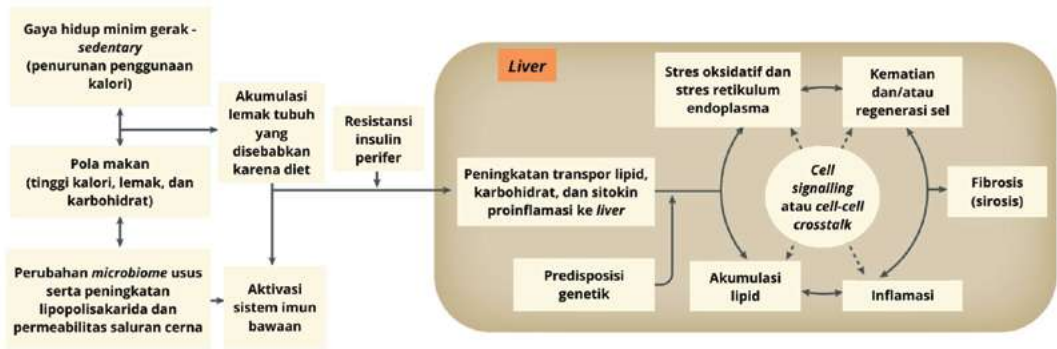 Gaya hidup minim gerak -
sedentary
(penurunan penggunaan
kalori)
Pola makan
(tinggi kalori, lemak, dan
karbohidrat)
Perubahan microbiome usus
serta peningkatan
lipopolisakarida dan
permeabilitas saluran cerna
Akumulasi
lemak tubuh
yang
disebabkan
karena diet
Aktivasi
sistem imun
bawaan
Resistansi
insulin
perifer
Liver
Peningkatan transpor lipid,
karbohidrat, dan sitokin
proinflamasi ke liver
Predisposisi
genetik
Stres oksidatif dan
stres retikulum
endoplasma
Kematian
dan/atau
regenerasi sel
Cell
signalling
atau cell-cell
crosstalk
Akumulasi
lipid
Inflamasi
Fibrosis
(sirosis)